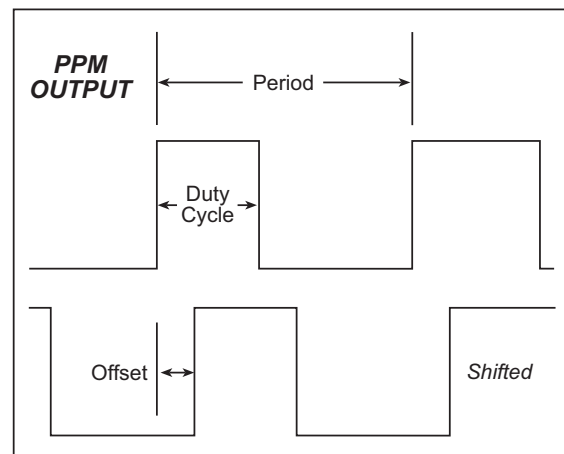 PPM
OUTPUT
Period
Duty
Cycle
Offset
Shifted